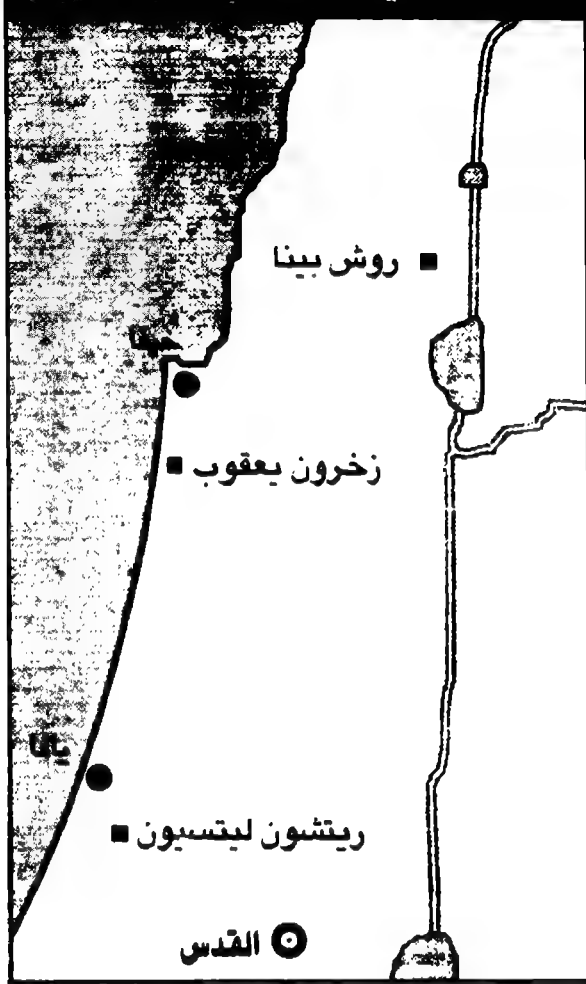 روش بينا
حيفا
زخرون يعقوب
يافا
ريتشون ليتسيون
القدس